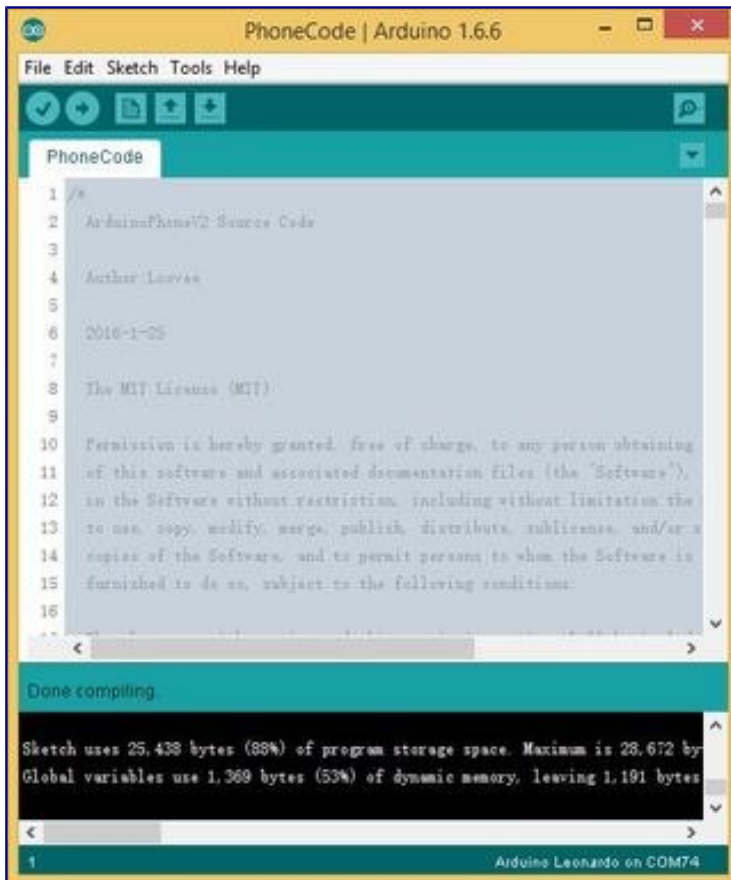 PhoneCode | Arduino 1.6.6
File Edit Sketch Tools Help
PhoneCode
1 /*
2 ArduinoPhoneV2 Source Code
3
4 Author Loovee
5
6 2016-1-25
7
8 The MIT License (MIT)
9
10 Permission is hereby granted, free of charge, to any person obtaining
11 of this software and associated documentation files (the "Software"),
12 in the Software without restriction, including without limitation the
13 to use, copy, modify, merge, publish, distribute, sublicense, and/or s
14 copies of the Software, and to permit persons to whom the Software is
15 furnished to do so, subject to the following conditions:
16
Done compiling.
Sketch uses 25,438 bytes (88%) of program storage space. Maximum is 28,672 by
Global variables use 1,369 bytes (53%) of dynamic memory, leaving 1,191 bytes
1 Arduino Leonardo on COM74